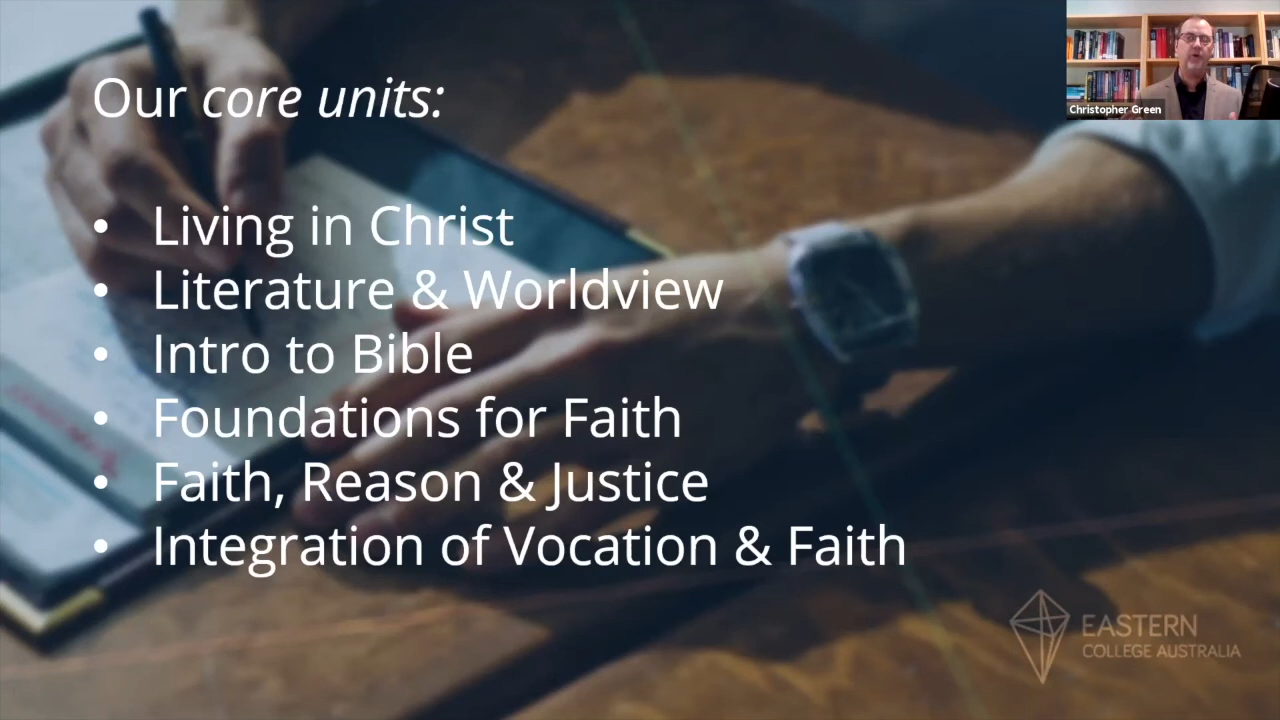 Our core units:
Christopher Green
• Living in Christ
• Literature & Worldview
• Intro to Bible
• Foundations for Faith
• Faith, Reason & Justice
• Integration of Vocation & Faith
EASTERN
COLLEGE AUSTRALIA